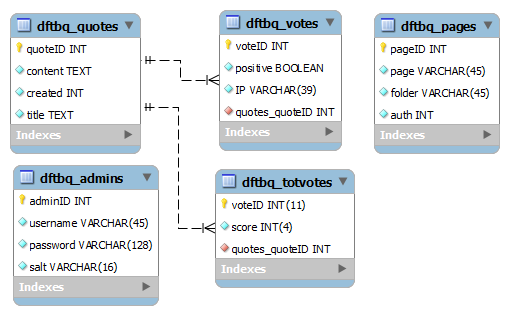 dftbq_quotes
quoteID INT
content TEXT
created INT
title TEXT
Indexes
dftbq_votes
voteID INT
positive BOOLEAN
IP VARCHAR(39)
quotes_quoteID INT
Indexes
dftbq_pages
pageID INT
page VARCHAR(45)
folder VARCHAR(45)
auth INT
Indexes
dftbq_admins
adminID INT
username VARCHAR(45)
password VARCHAR(128)
salt VARCHAR(16)
Indexes
dftbq_totvotes
voteID INT(11)
score INT(4)
quotes_quoteID INT
Indexes